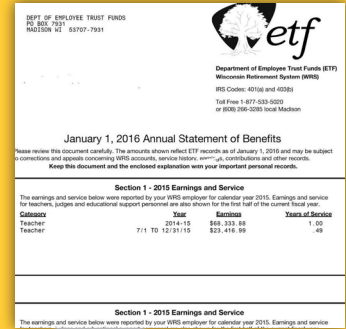 DEPT OF EMPLOYEE TRUST FUNDS
PO BOX 7931
MADISON WI 53707-7931
etf
Department of Employee Trust Funds (ETF)
Wisconsin Retirement System (WRS)
IRS Codes: 401(a) and 403(b)
Toll Free 1-877-533-5020
or (608) 266-3285 local Madison
January 1, 2016 Annual Statement of Benefits
Please review this document carefully. The amounts shown reflect ETF records as of January 1, 2016 and may be subject
o corrections and appeals concerning WRS accounts, service history, contributions and other records.
Keep this document and the enclosed explanation with your important personal records.
Section 1 - 2015 Earnings and Service
The earnings and service below were reported by your WRS employer for calendar year 2015. Earnings and service
for teachers, judges and educational support personnel are also shown for the first half of the current fiscal year.
Category Year Earnings Years of Service
Teacher 2014-15 $68,333.88 1.00
Teacher 7/1 TO 12/31/15 $23,416.99 .49
Section 1 - 2015 Earnings and Service
The earnings and service below were reported by your WRS employer for calendar year 2015. Earnings and service